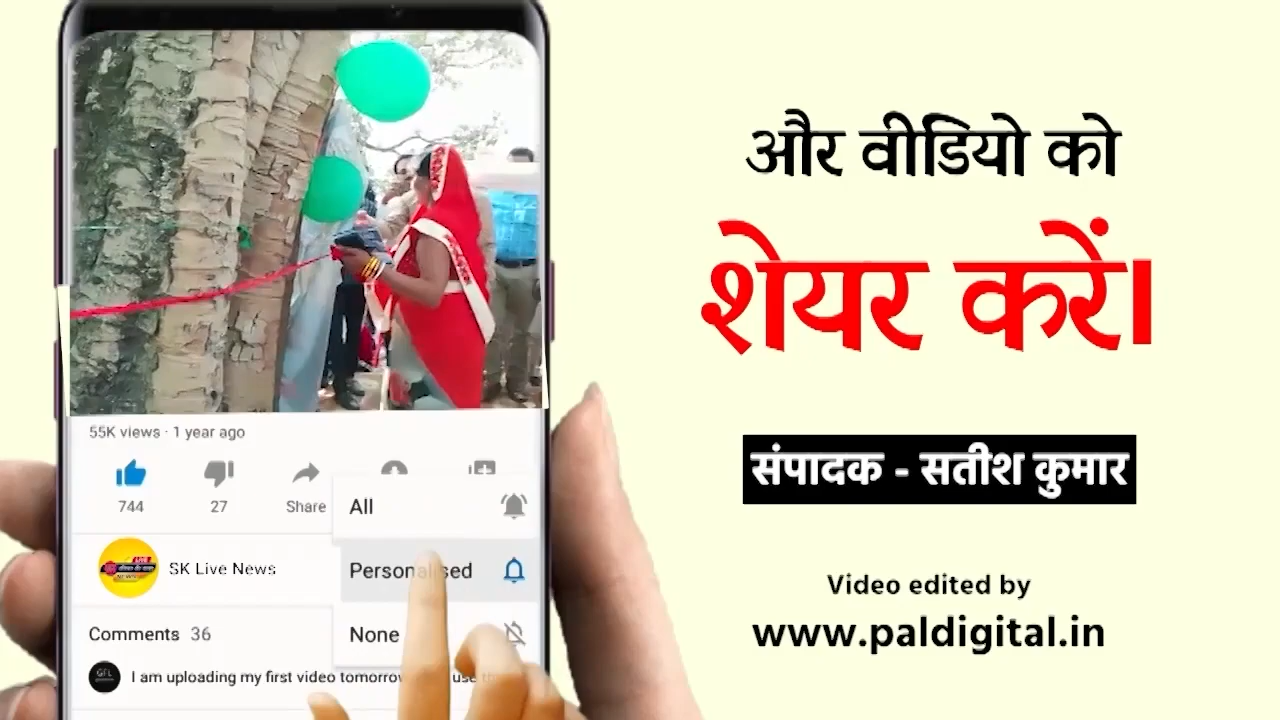 और वीडियो को
शेयर करें।
संपादक - सतीश कुमार
Video edited by
www.paldigital.in
55K views · 1 year ago
744
27
Share
All
SK Live News
Personalised
Comments 36
None
I am uploading my first video tomorrow use